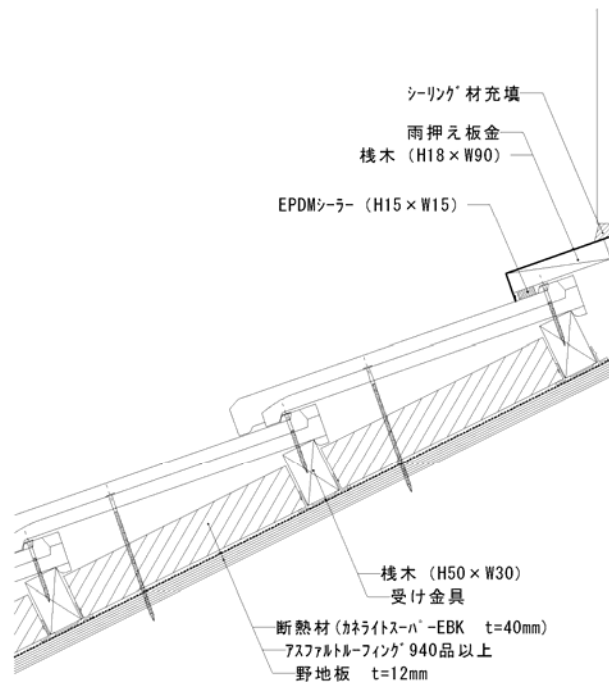 シーリング材充填
雨押え板金
桟木 (H18×W90)
EPDMシーラー (H15×W15)
桟木 (H50×W30)
受け金具
断熱材(カネライトスーパーEBK t=40mm)
アスファルトルーフィング940品以上
野地板 t=12mm